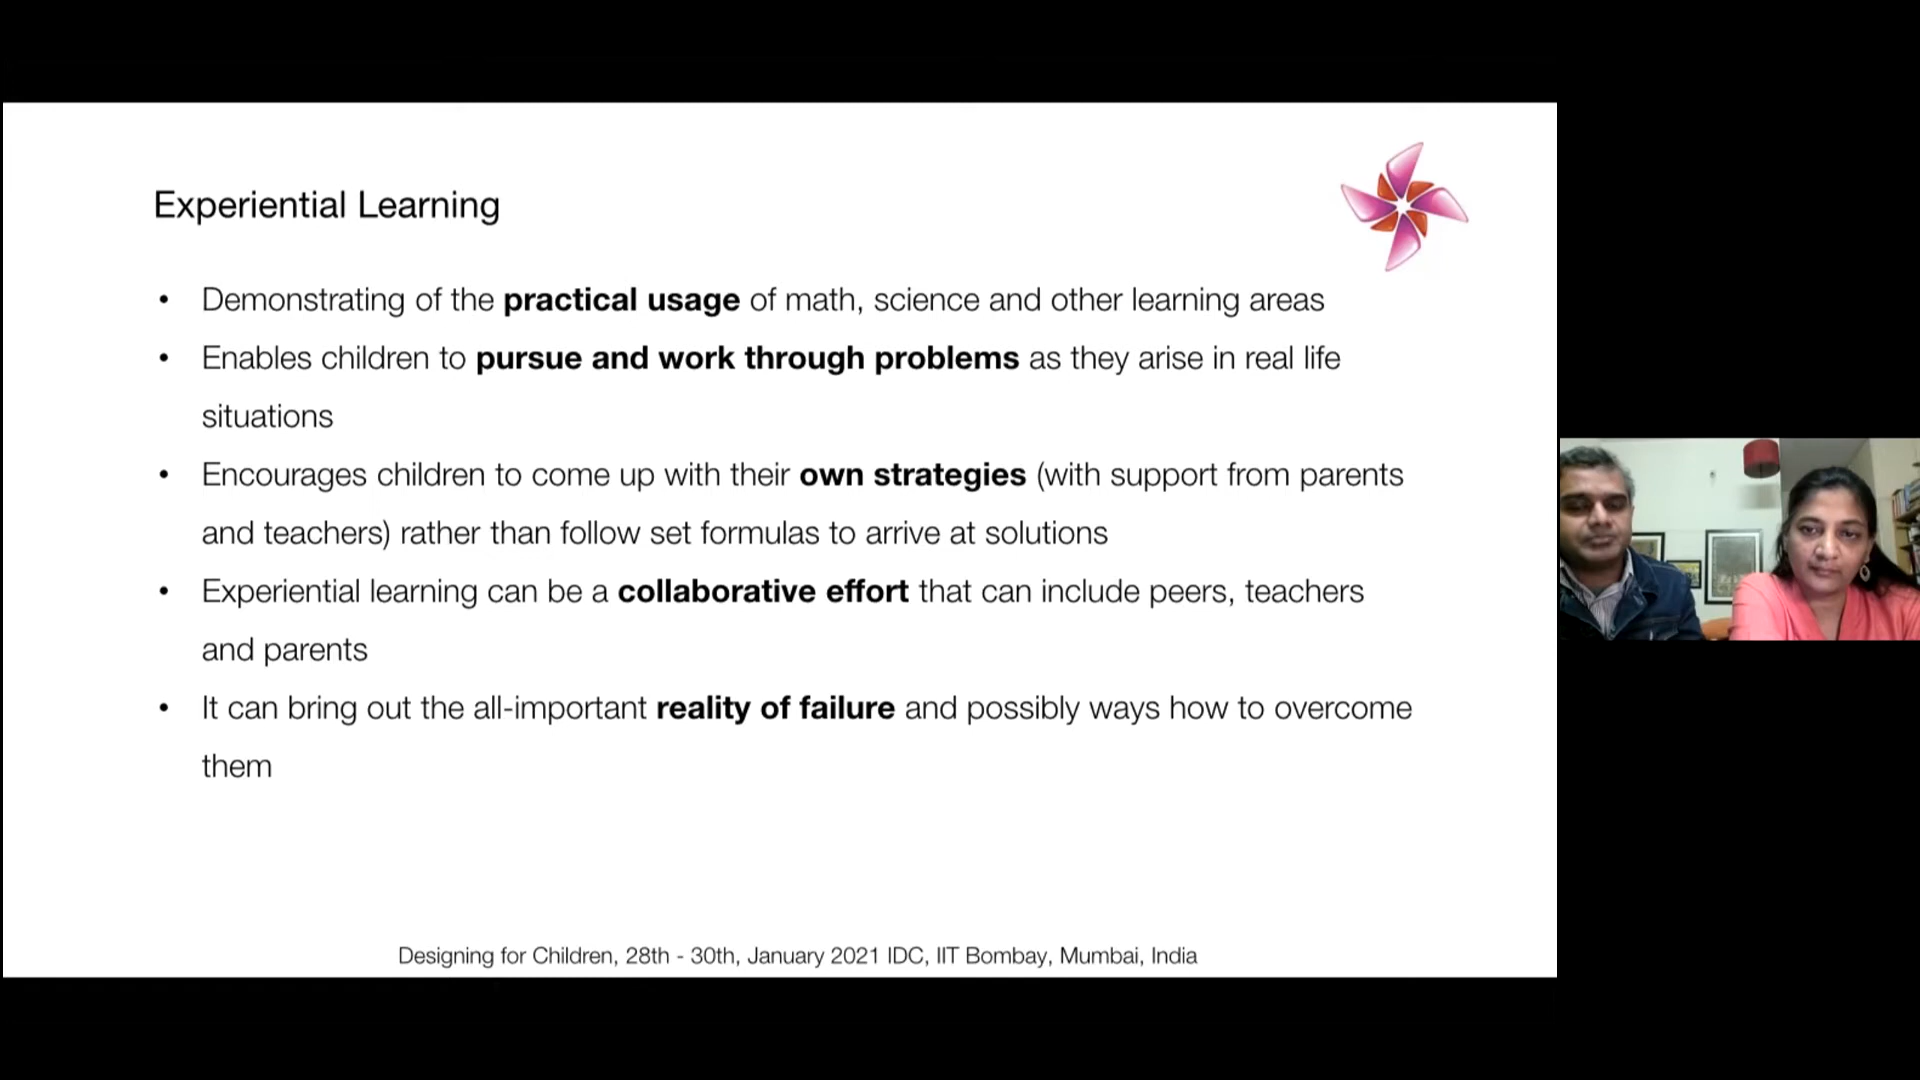 Experiential Learning
• Demonstrating of the practical usage of math, science and other learning areas
• Enables children to pursue and work through problems as they arise in real life
situations
• Encourages children to come up with their own strategies (with support from parents
and teachers) rather than follow set formulas to arrive at solutions
• Experiential learning can be a collaborative effort that can include peers, teachers
and parents
• It can bring out the all-important reality of failure and possibly ways how to overcome
them
Designing for Children, 28th - 30th, January 2021 IDC, IIT Bombay, Mumbai, India